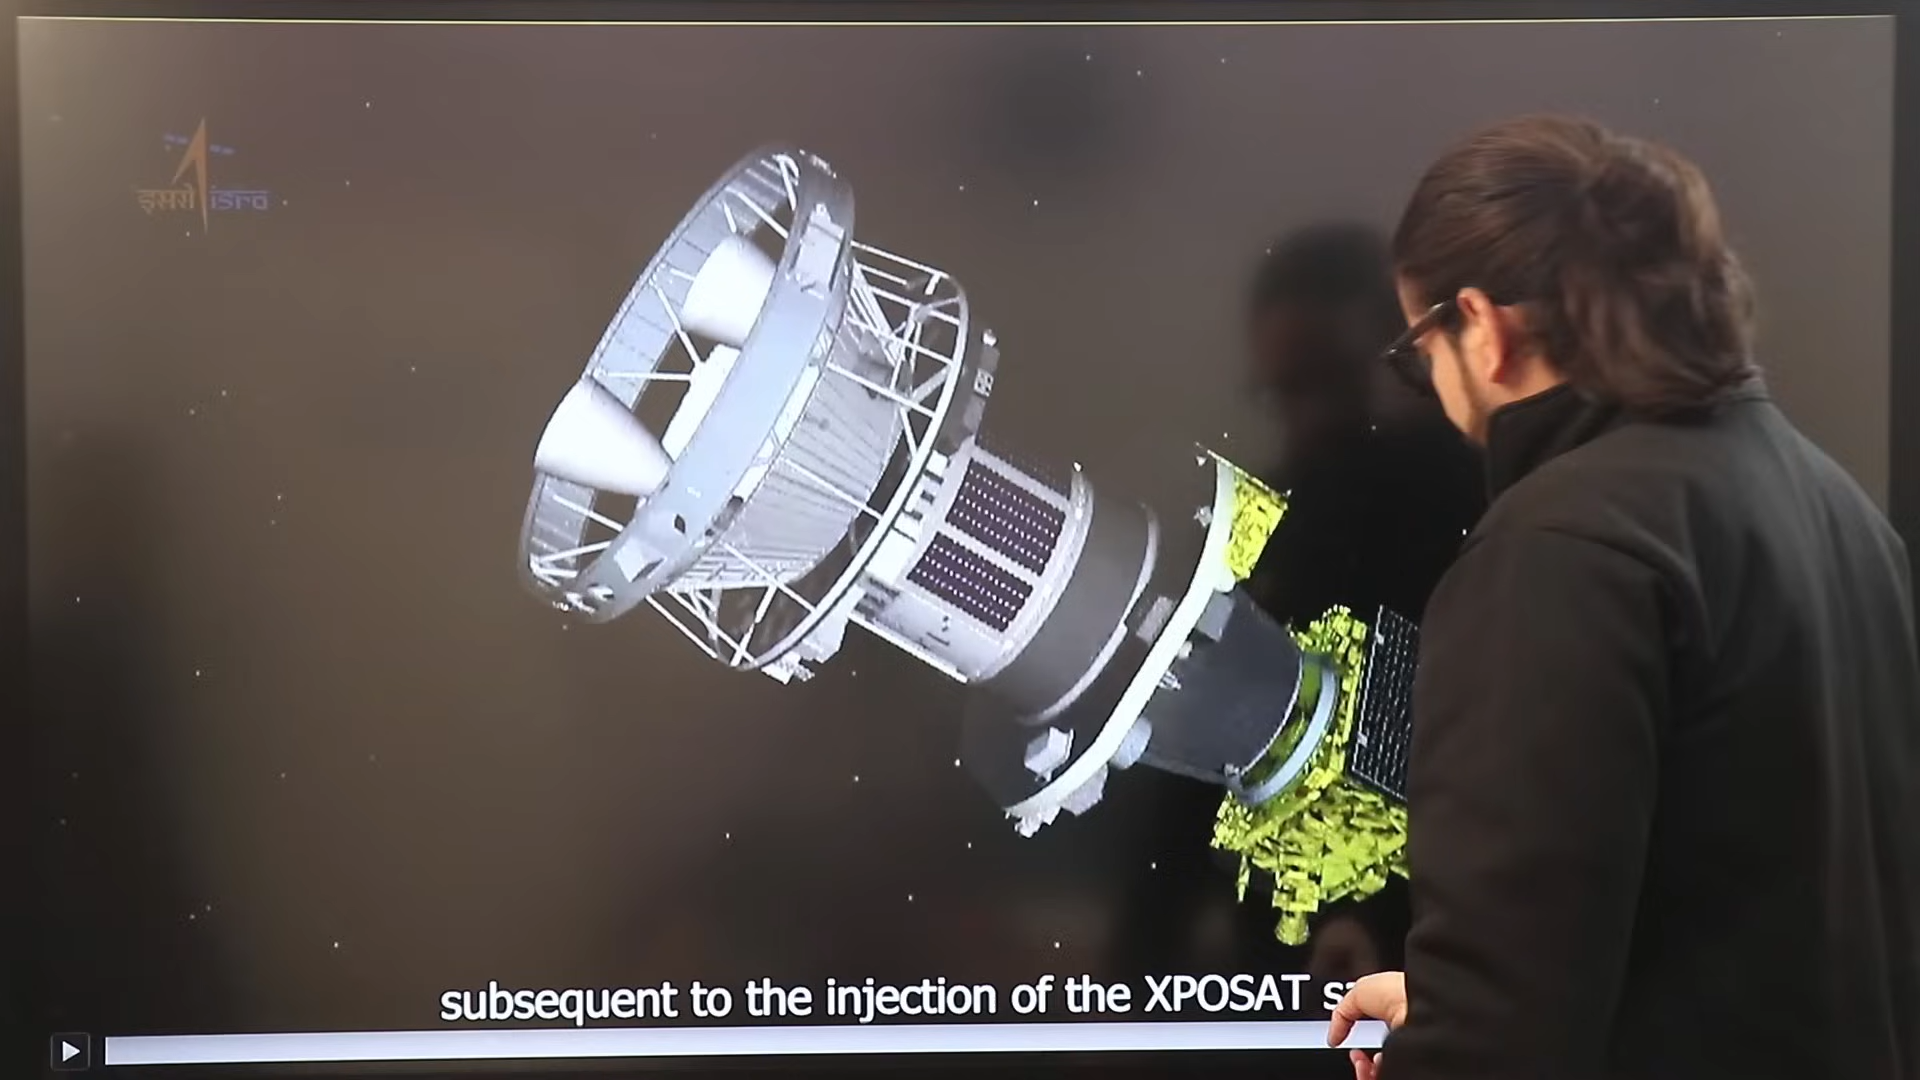 इसरो isro
subsequent to the injection of the XPOSAT